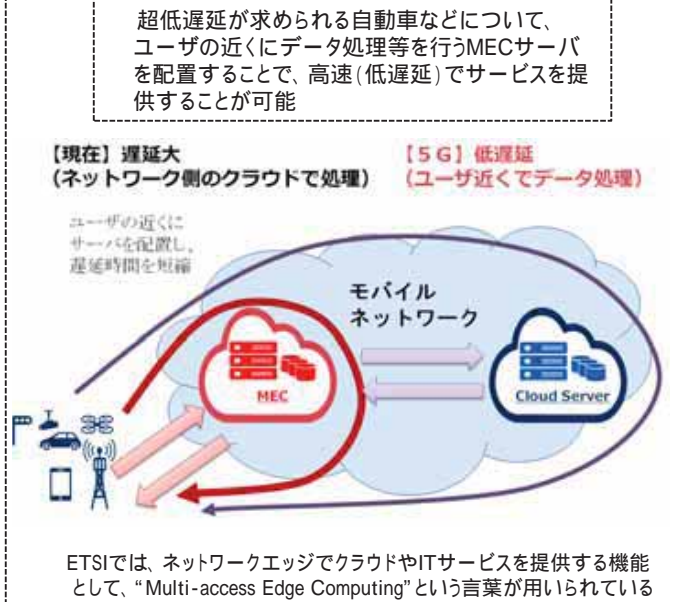 超低遅延が求められる自動車などについて、
ユーザの近くにデータ処理等を行うMECサーバ
を配置することで、高速(低遅延)でサービスを提
供することが可能
【現在】遅延大
(ネットワーク側のクラウドで処理)
【5G】低遅延
(ユーザ近くでデータ処理)
ユーザの近くに
サーバを配置し、
遅延時間を短縮
モバイル
ネットワーク
MEC
Cloud Server
ETSIでは、ネットワークエッジでクラウドやITサービスを提供する機能
として、“Multi-access Edge Computing”という言葉が用いられている